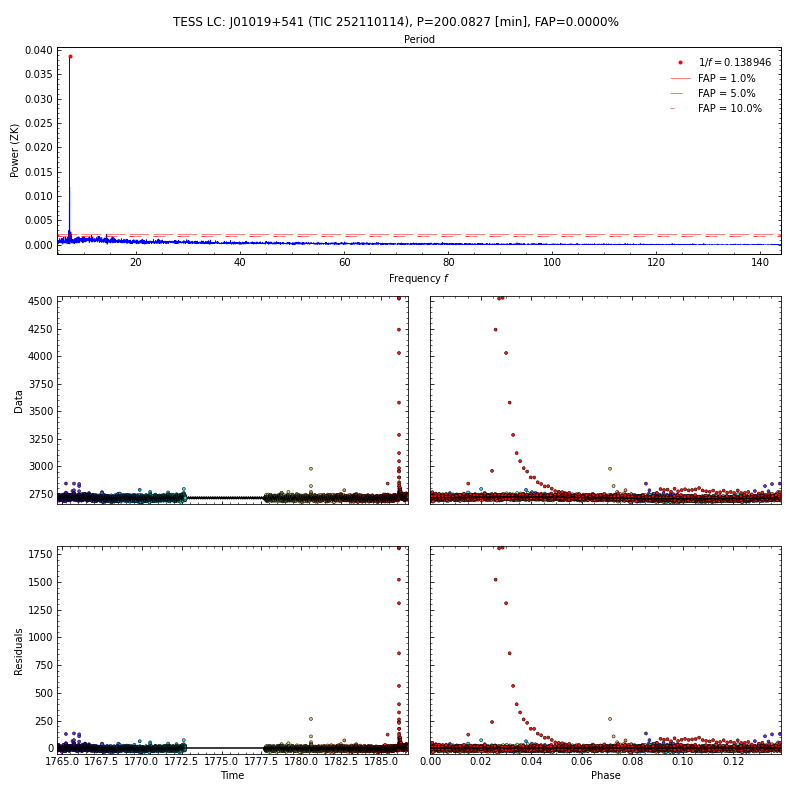 TESS LC: J01019+541 (TIC 252110114), P=200.0827 [min], FAP=0.0000%
Period
0.040
0.035
0.030
0.025
0.020
0.015
0.010
0.005
0.000
Power (ZK)
1/f = 0.138946
FAP = 1.0%
FAP = 5.0%
FAP = 10.0%
20 40 60 80 100 120 140
Frequency f
4500
4250
4000
3750
3500
3250
3000
2750
Data
1750
1500
1250
1000
750
500
250
0
Residuals
1765.0 1767.5 1770.0 1772.5 1775.0 1777.5 1780.0 1782.5 1785.0
Time
0.00 0.02 0.04 0.06 0.08 0.10 0.12
Phase